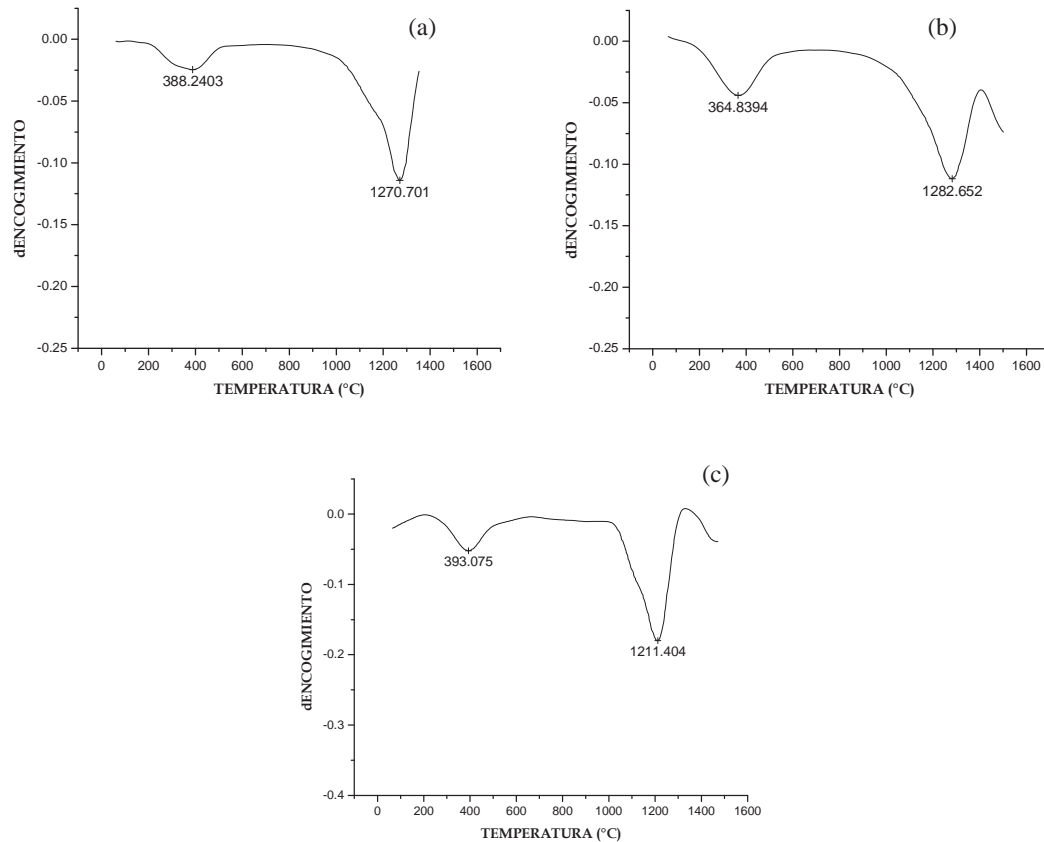 (a)
0.00
-0.05
-0.10
-0.15
-0.20
-0.25
dENCOGIMIENTO
388.2403
1270.701
0 200 400 600 800 1000 1200 1400 1600
TEMPERATURA (°C)
(b)
0.00
-0.05
-0.10
-0.15
-0.20
-0.25
dENCOGIMIENTO
364.8394
1282.652
0 200 400 600 800 1000 1200 1400 1600
TEMPERATURA (°C)
(c)
0.0
-0.1
-0.2
-0.3
-0.4
dENCOGIMIENTO
393.075
1211.404
0 200 400 600 800 1000 1200 1400 1600
TEMPERATURA (°C)